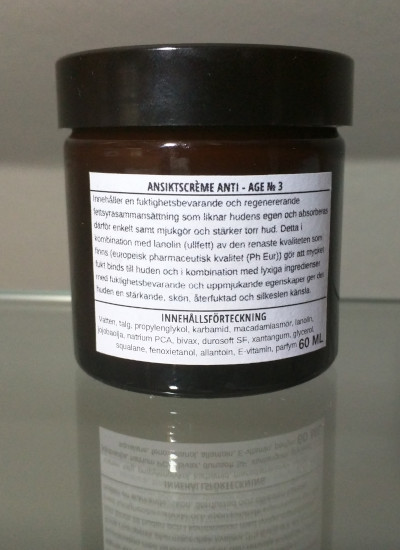 ANSIKTSCRÈME ANTI - AGE № 3
Innehåller en fuktighetsbevarande och regenererande
fettsyrasammansättning som liknar hudens egen och absorberas
därför enkelt samt mjukgör och stärker torr hud. Detta i
kombination med lanolin (ullfett) av den renaste kvaliteten som
finns (europeisk pharmaceutisk kvalitet (Ph Eur)) gör att mycket
fukt binds till huden och i kombination med lyxiga ingredienser
med fuktighetsbevarande och uppmjukande egenskaper ger den
huden en stärkande, skön, återfuktad och silkeslen känsla.
INNEHÅLLSFÖRTECKNING
Vatten, talg, propylenglykol, karbamid, macadamiasmör, lanolin,
jojobaolja, natrium PCA, bivax, durosoft SF, xantangum, glycerol,
squalane, fenoxietanol, allantoin, E-vitamin, parfym 60 ML